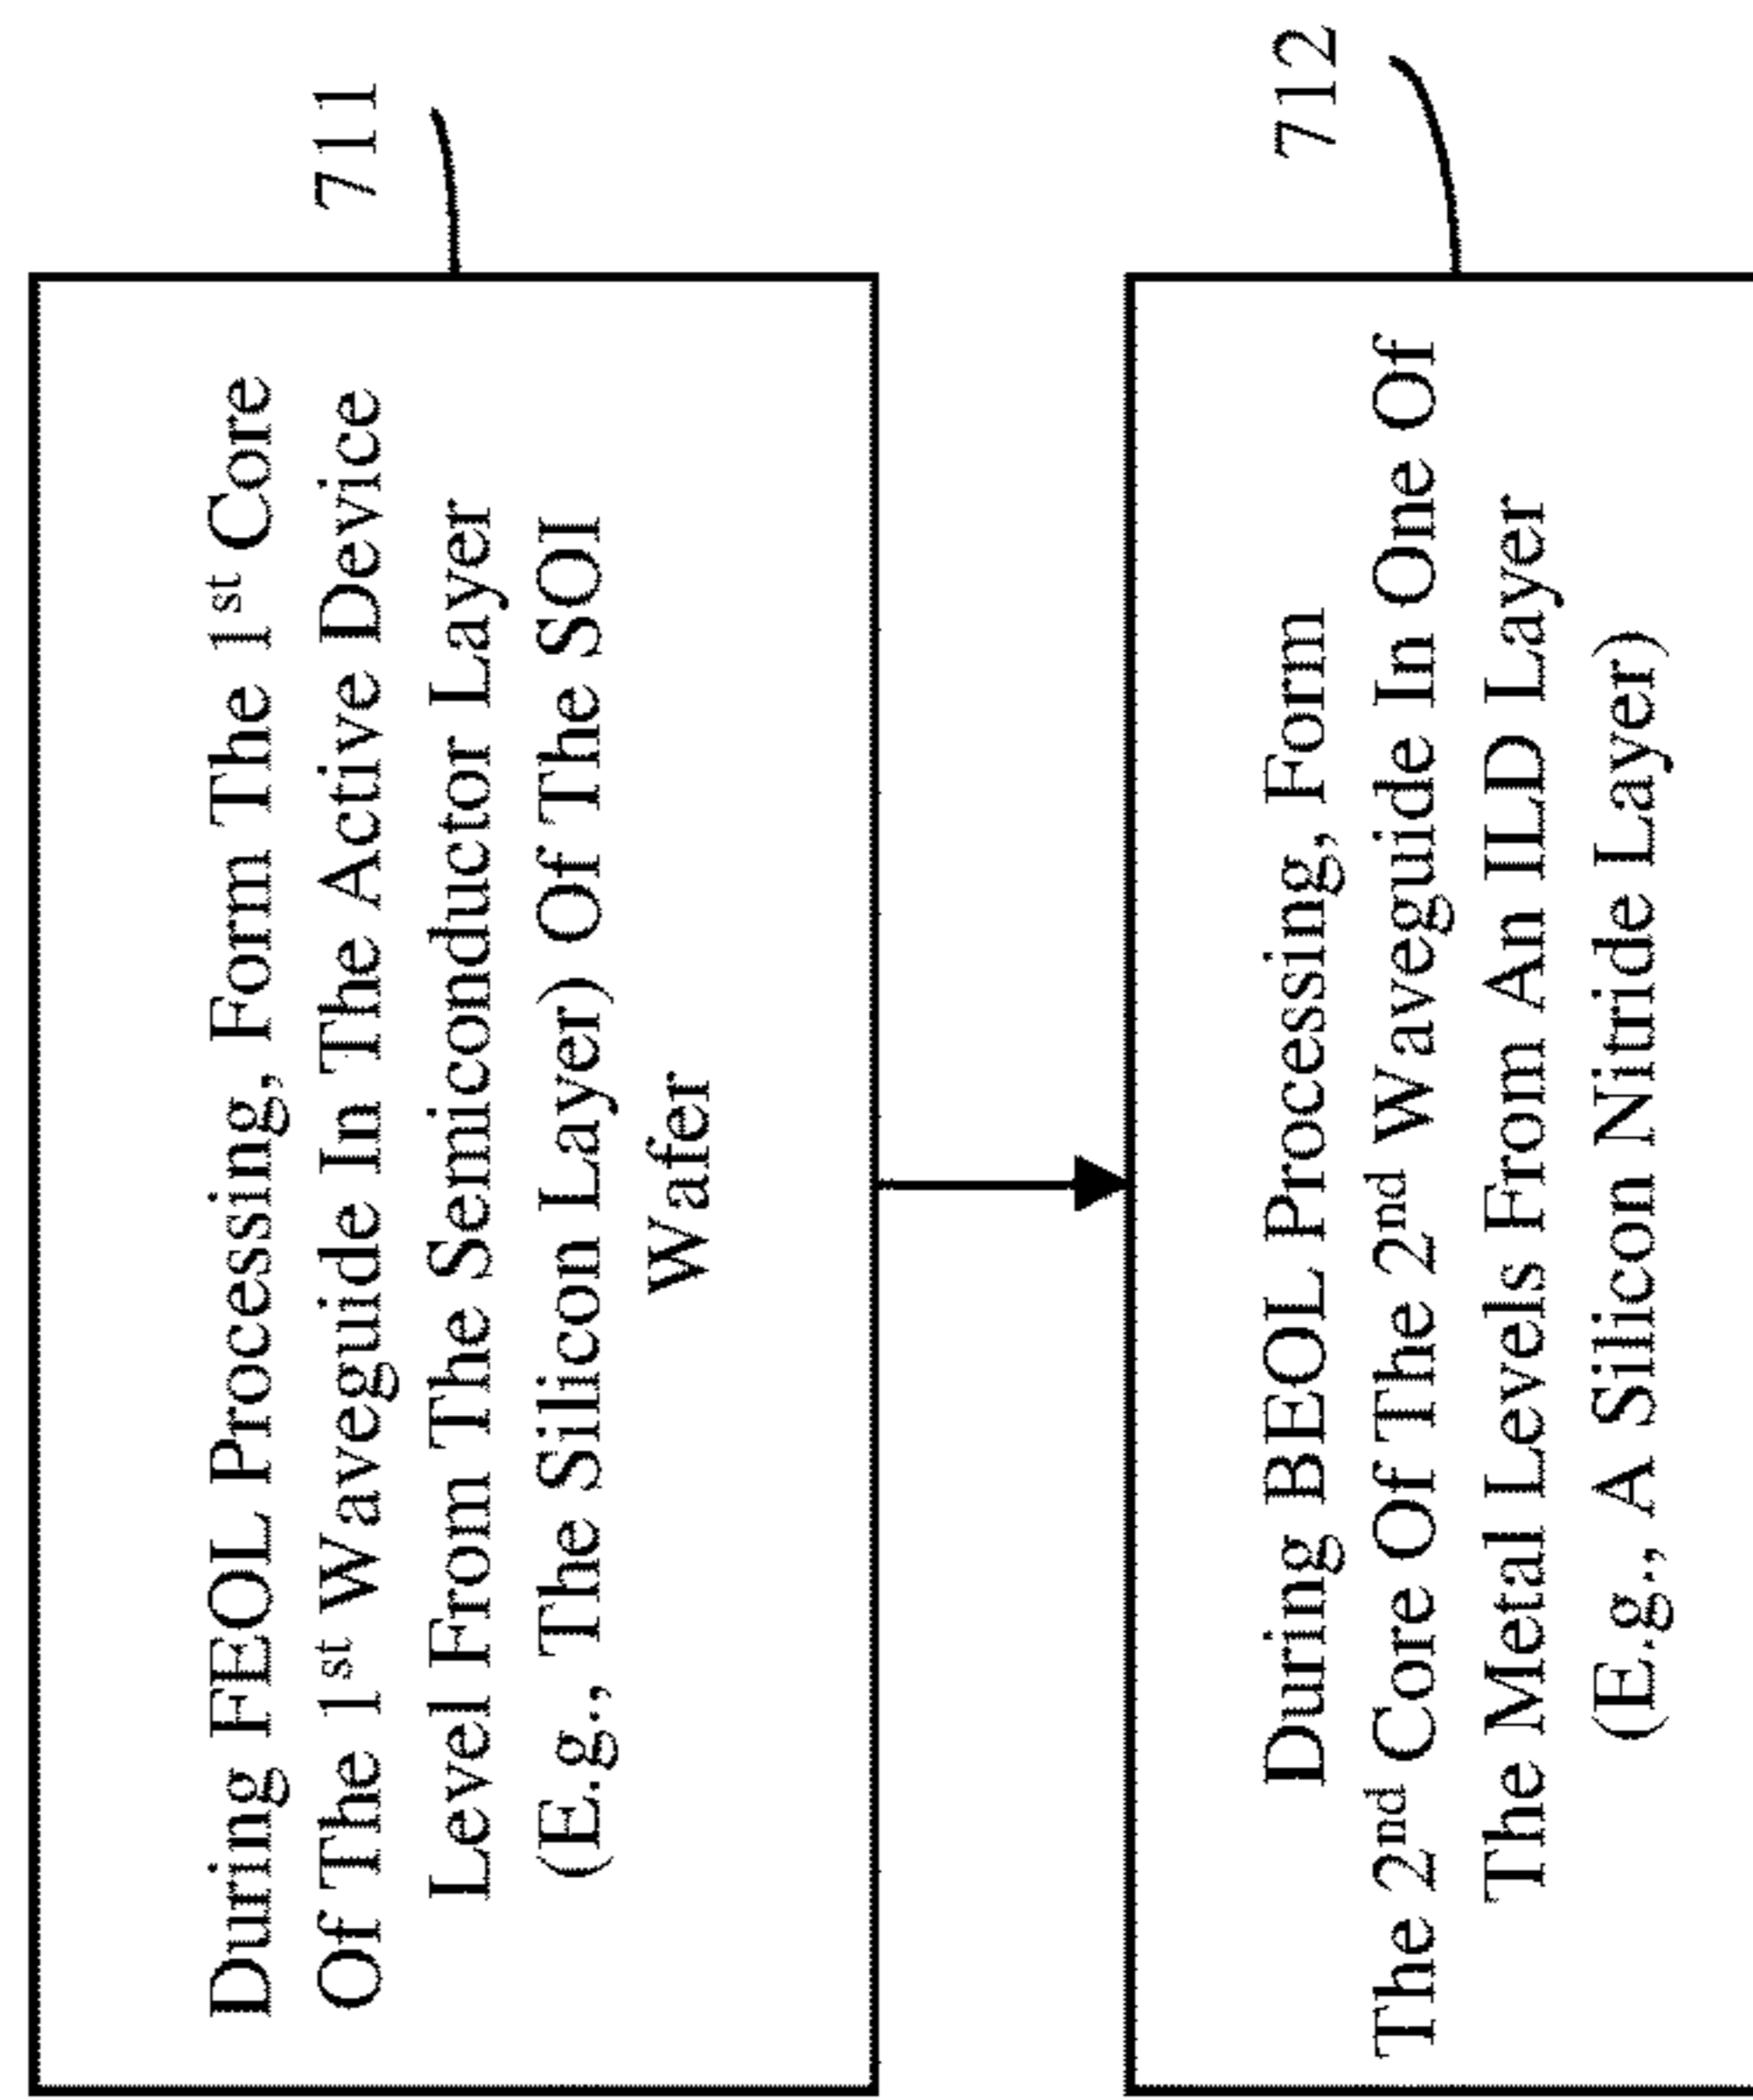 During FEOL Processing, Form The 1st Core
Of The 1st Waveguide In The Active Device
Level From The Semiconductor Layer
(E.g., The Silicon Layer) Of The SOI
Wafer
711
During BEOL Processing, Form
The 2nd Core Of The 2nd Waveguide In One Of
The Metal Levels From An ILD Layer
(E.g., A Silicon Nitride Layer)
712